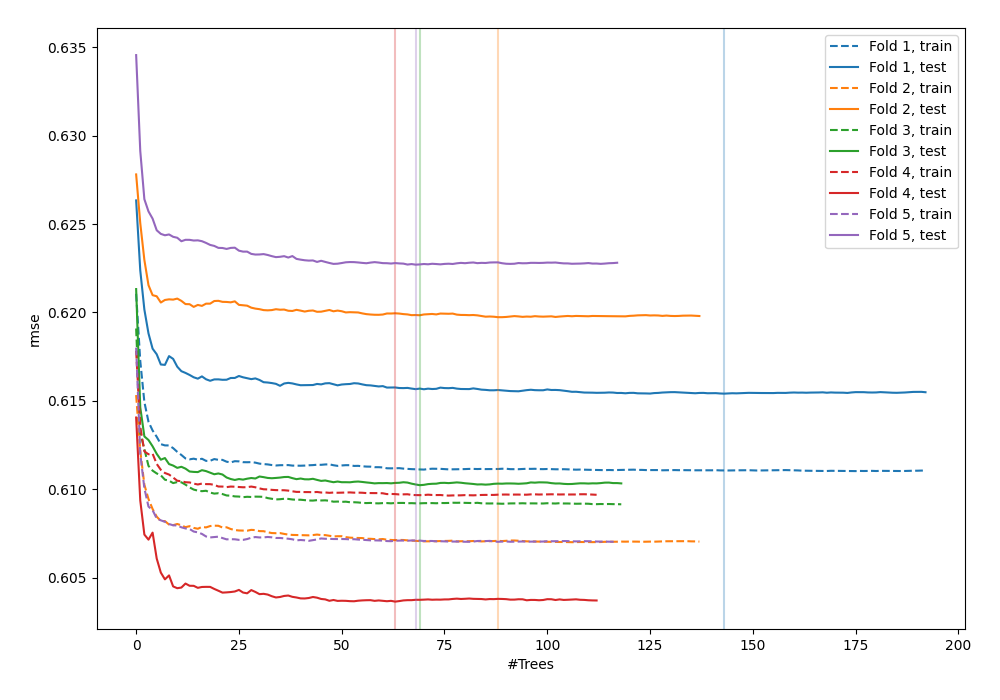 0.635
0.630
0.625
0.620
0.615
0.610
0.605
rmse
0
25
50
75
100
125
150
175
200
#Trees
Fold 1, train
Fold 1, test
Fold 2, train
Fold 2, test
Fold 3, train
Fold 3, test
Fold 4, train
Fold 4, test
Fold 5, train
Fold 5, test